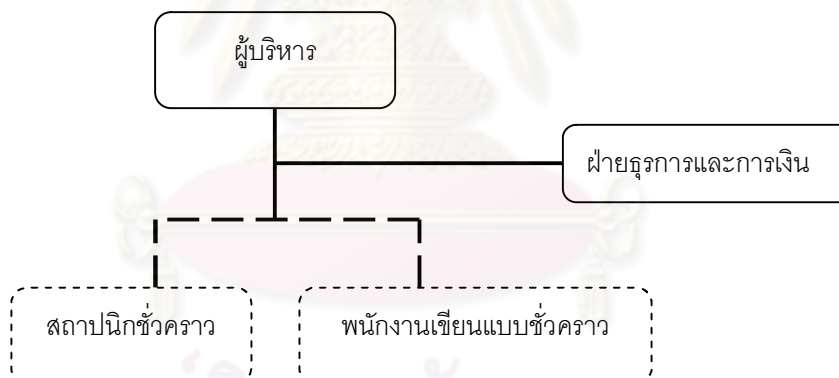 ผู้บริหาร
ฝ่ายธุรการและการเงิน
สถาปนิกชั่วคราว
พนักงานเขียนแบบชั่วคราว